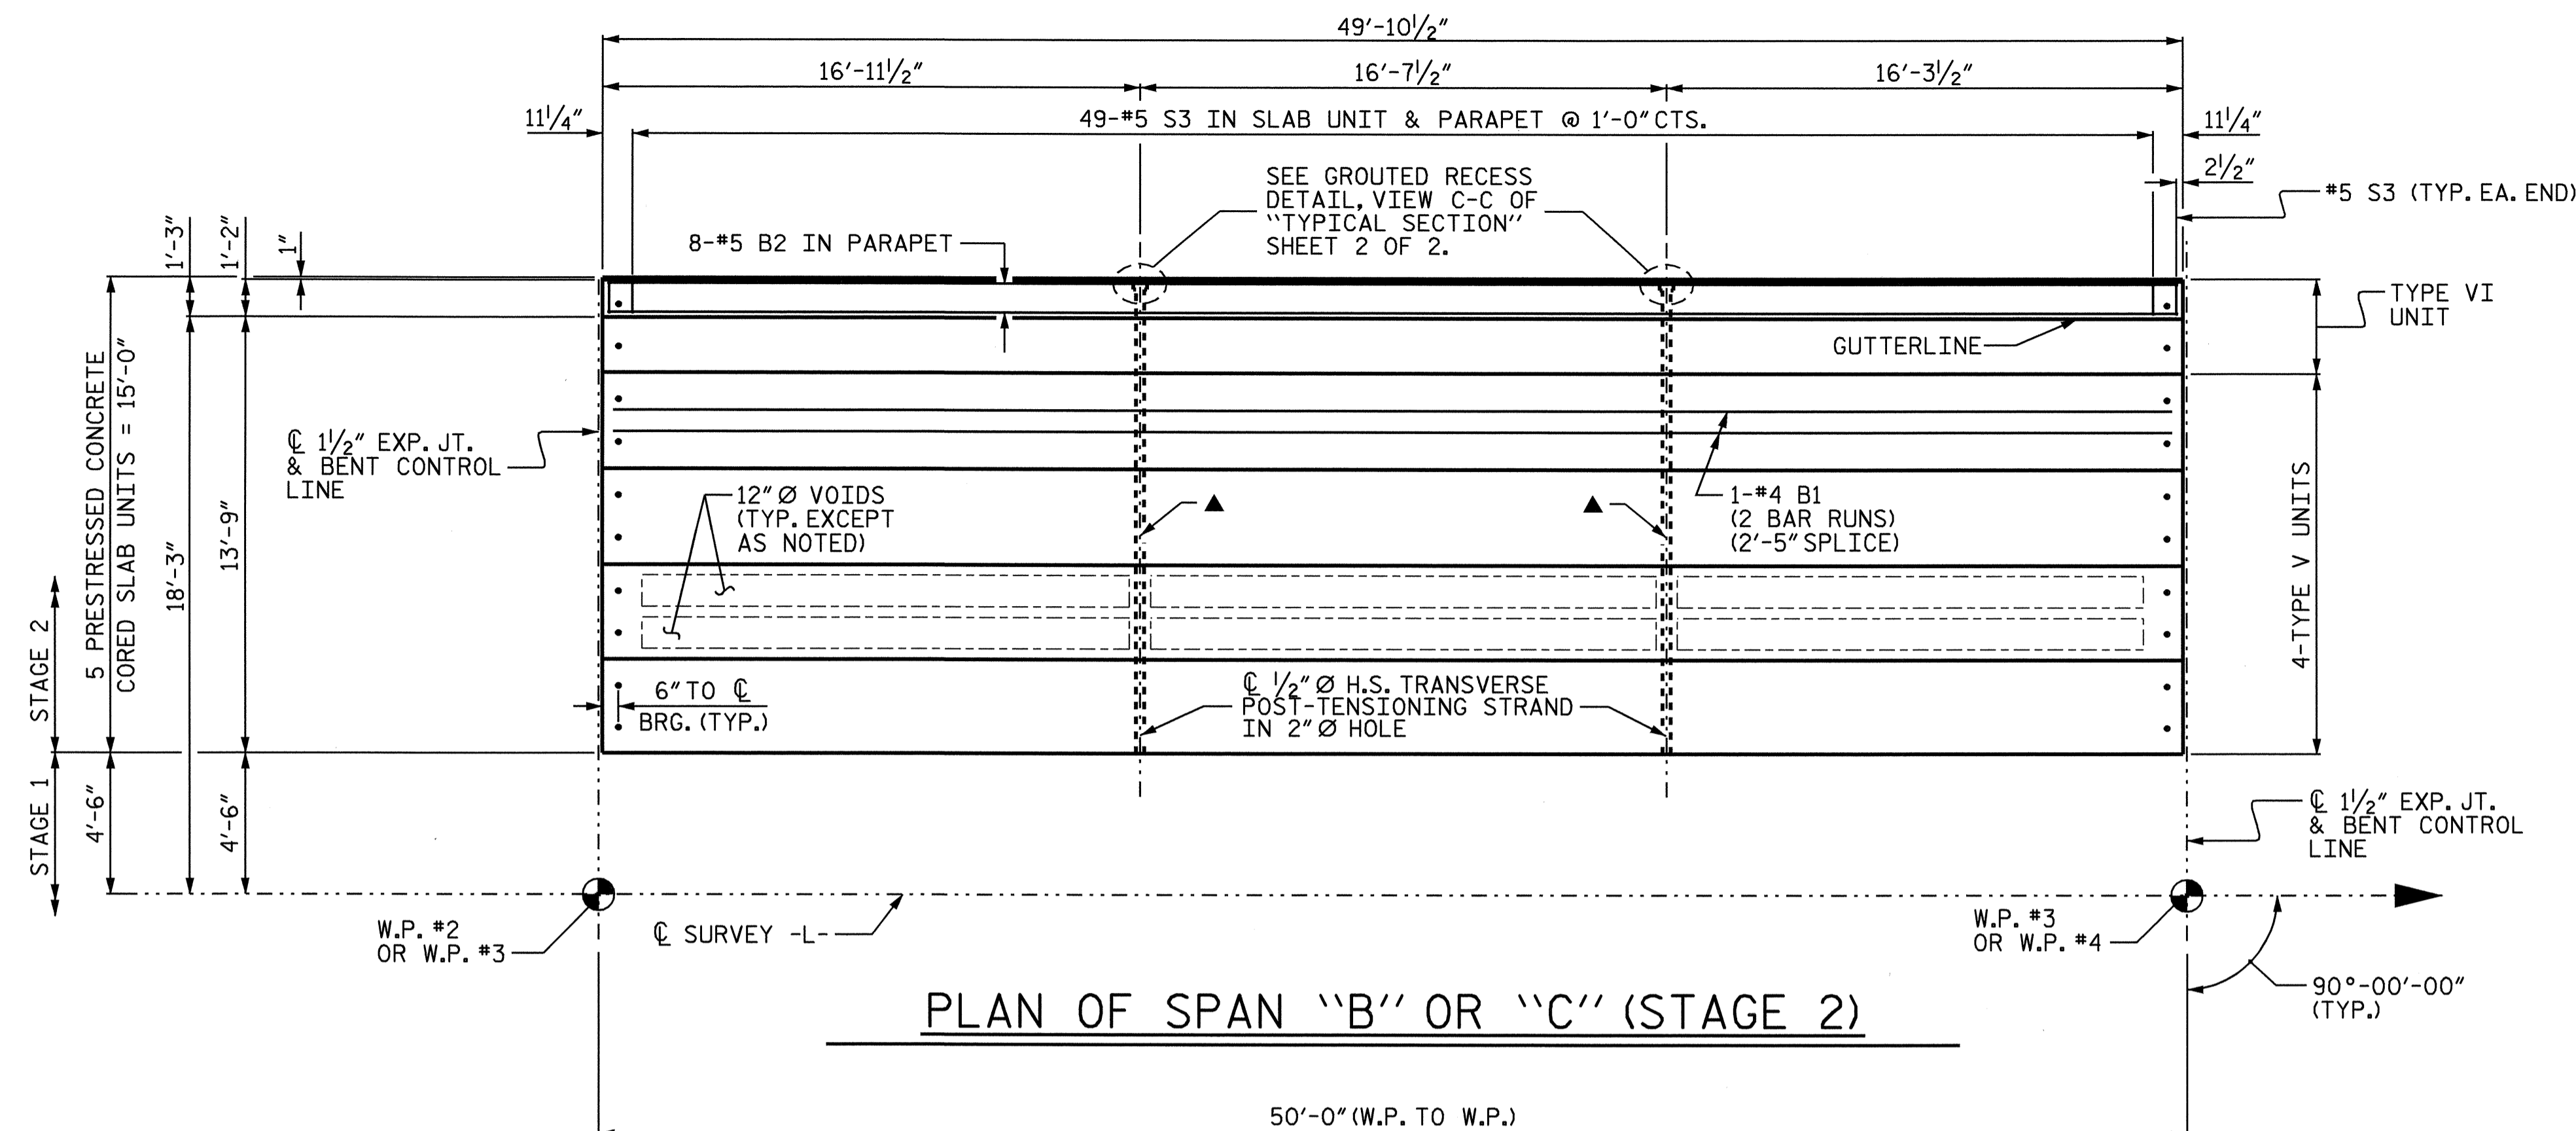 49'-10½"
16'-11½"
16'-7½"
16'-3½"
11¼"
49-#5 S3 IN SLAB UNIT & PARAPET @ 1'-0" CTS.
11¼"
2½"
#5 S3 (TYP. EA. END)
SEE GROUTED RECESS
DETAIL, VIEW C-C OF
"TYPICAL SECTION"
SHEET 2 OF 2.
8-#5 B2 IN PARAPET
1'-3"
1'-2"
1"
TYPE VI
UNIT
GUTTERLINE
5 PRESTRESSED CONCRETE
CORED SLAB UNITS = 15'-0"
18'-3"
13'-9"
℄ 1½" EXP. JT.
& BENT CONTROL
LINE
12" Ø VOIDS
(TYP. EXCEPT
AS NOTED)
1-#4 B1
(2 BAR RUNS)
(2'-5" SPLICE)
4-TYPE V UNITS
STAGE 2
STAGE 1
4'-6"
4'-6"
6" TO ℄
BRG. (TYP.)
℄ ½" Ø H.S. TRANSVERSE
POST-TENSIONING STRAND
IN 2" Ø HOLE
℄ 1½" EXP. JT.
& BENT CONTROL
LINE
W.P. #2
OR W.P. #3
℄ SURVEY -L-
W.P. #3
OR W.P. #4
90°-00'-00"
(TYP.)
PLAN OF SPAN "B" OR "C" (STAGE 2)
50'-0" (W.P. TO W.P.)